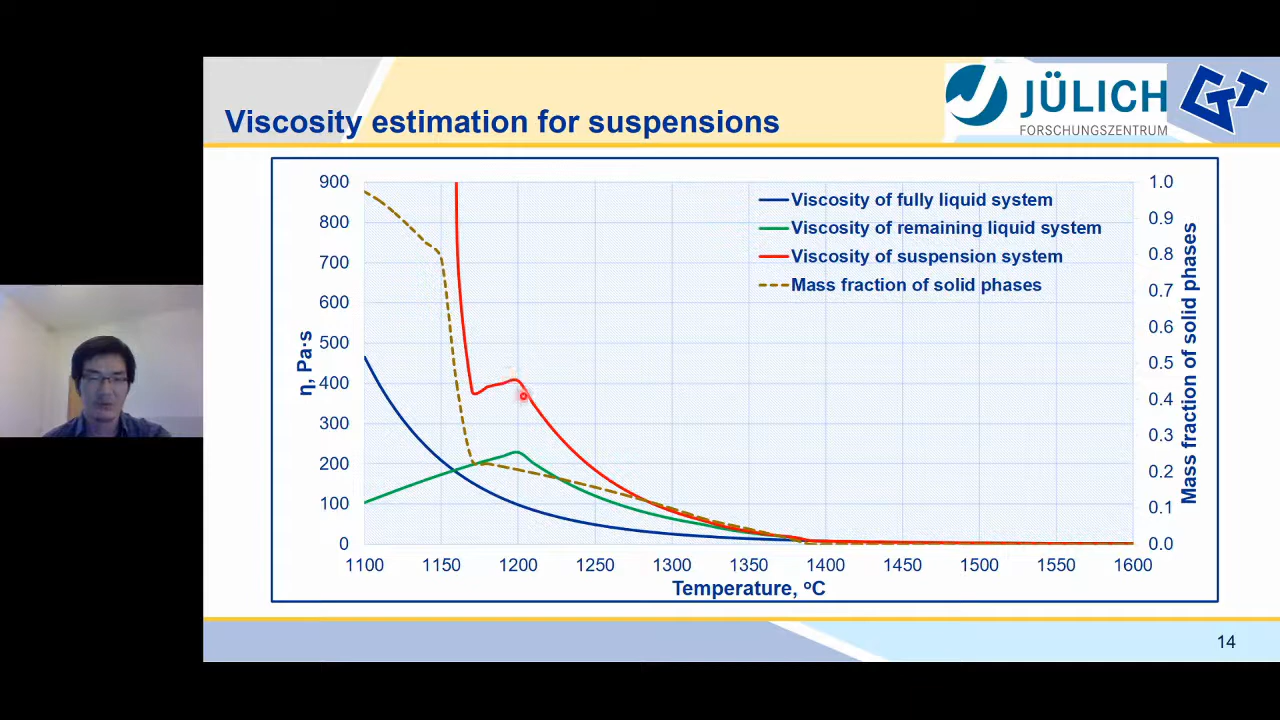 JÜLICH
FORSCHUNGSZENTRUM
GTT
Viscosity estimation for suspensions
900
800
700
600
500
400
300
200
100
0
η, Pa·s
Viscosity of fully liquid system
Viscosity of remaining liquid system
Viscosity of suspension system
Mass fraction of solid phases
1.0
0.9
0.8
0.7
0.6
0.5
0.4
0.3
0.2
0.1
0.0
Mass fraction of solid phases
1100 1150 1200 1250 1300 1350 1400 1450 1500 1550 1600
Temperature, ºC
14